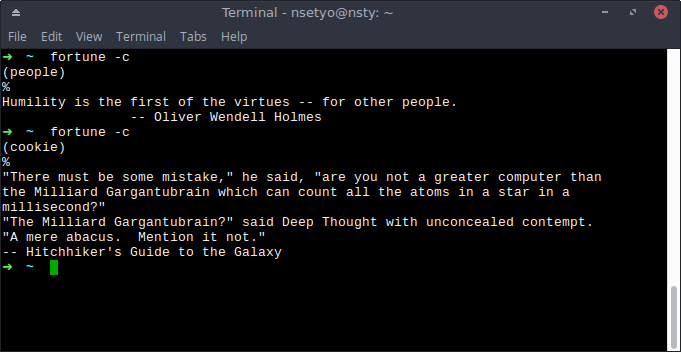 Terminal - nsetyo@nsty: ~
File Edit View Terminal Tabs Help
➜ ~ fortune -c
(people)
%
Humility is the first of the virtues -- for other people.
-- Oliver Wendell Holmes
➜ ~ fortune -c
(cookie)
%
"There must be some mistake," he said, "are you not a greater computer than
the Milliard Gargantubrain which can count all the atoms in a star in a
millisecond?"
"The Milliard Gargantubrain?" said Deep Thought with unconcealed contempt.
"A mere abacus.  Mention it not."
-- Hitchhiker's Guide to the Galaxy
➜ ~